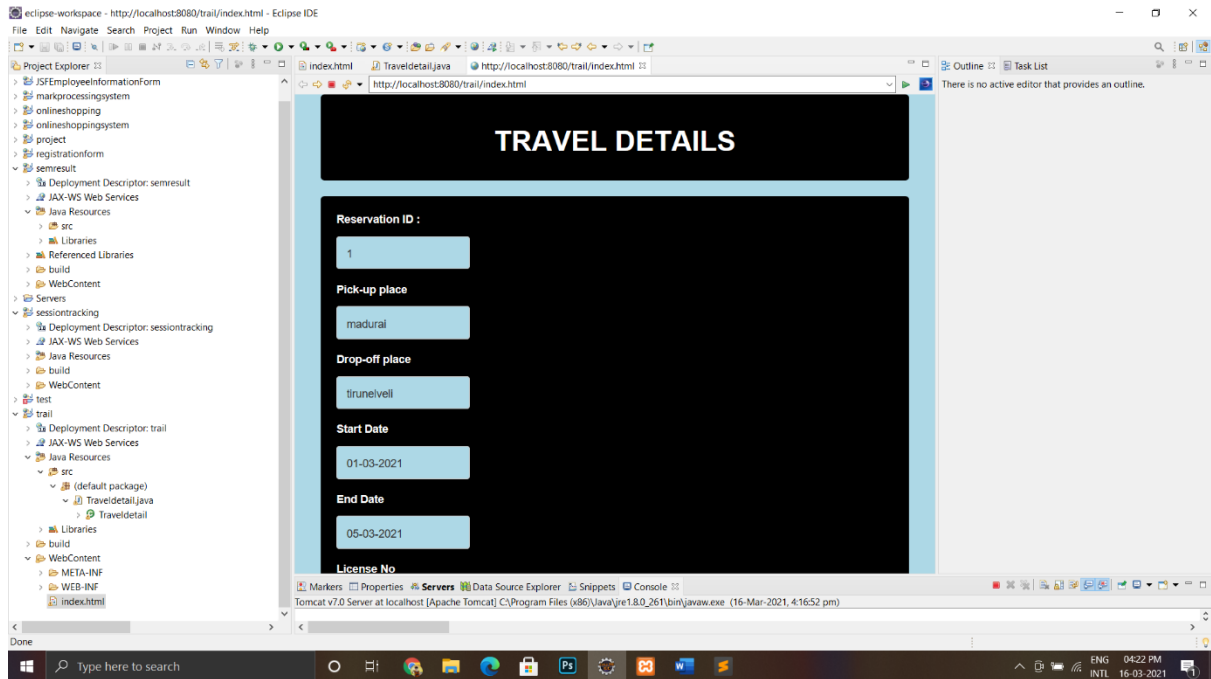 eclipse-workspace - http://localhost:8080/trail/index.html - Eclipse IDE
File Edit Navigate Search Project Run Window Help
Project Explorer
JSFEmployeeInformationForm
markprocessingsystem
onlineshopping
onlineshoppingsystem
project
registrationform
semresult
Deployment Descriptor: semresult
JAX-WS Web Services
Java Resources
src
Libraries
Referenced Libraries
build
WebContent
Servers
sessiontracking
Deployment Descriptor: sessiontracking
JAX-WS Web Services
Java Resources
build
WebContent
test
trail
Deployment Descriptor: trail
JAX-WS Web Services
Java Resources
src
(default package)
Traveldetail.java
Traveldetail
Libraries
build
WebContent
META-INF
WEB-INF
index.html
index.html Traveldetail.java http://localhost:8080/trail/index.html
http://localhost:8080/trail/index.html
TRAVEL DETAILS
Reservation ID :
1
Pick-up place
madurai
Drop-off place
tirunelveli
Start Date
01-03-2021
End Date
05-03-2021
License No
Outline Task List
There is no active editor that provides an outline.
Markers Properties Servers Data Source Explorer Snippets Console
Tomcat v7.0 Server at localhost [Apache Tomcat] C:\Program Files (x86)\Java\jre1.8.0_261\bin\javaw.exe (16-Mar-2021, 4:16:52 pm)
Done
Type here to search
Ps
ENG 04:22 PM
INTL 16-03-2021